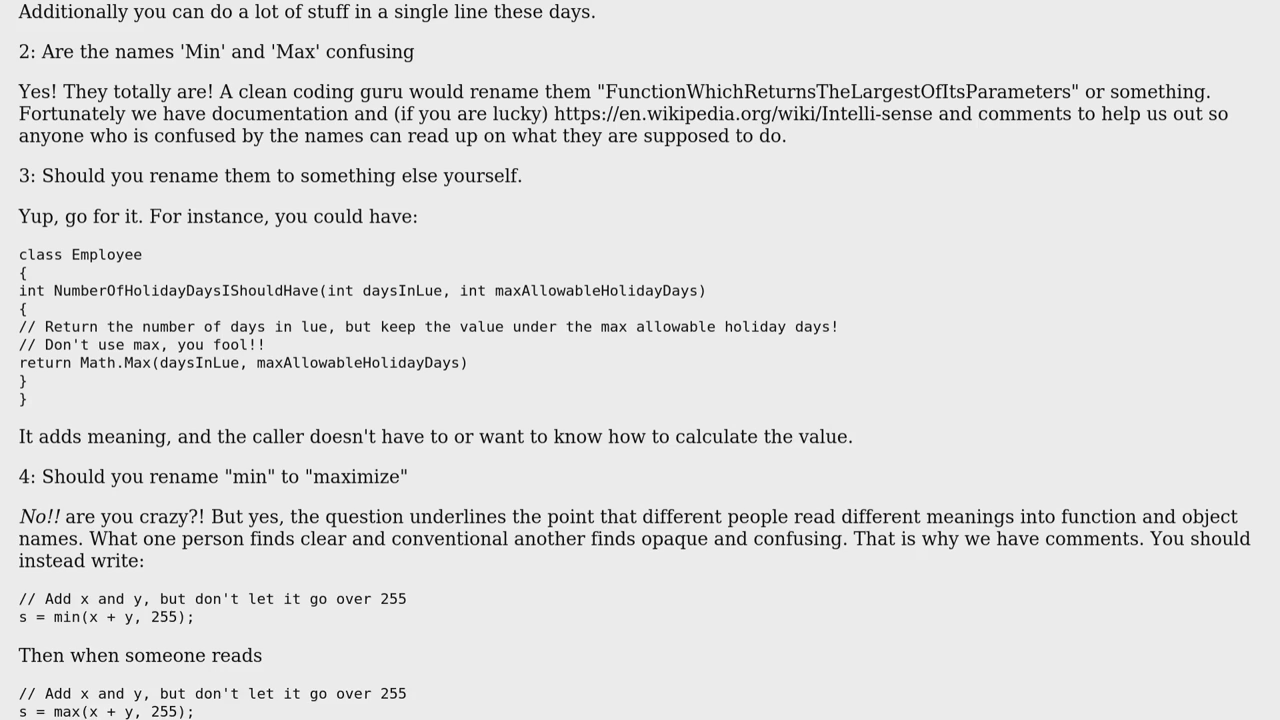 Additionally you can do a lot of stuff in a single line these days.
2: Are the names 'Min' and 'Max' confusing
Yes! They totally are! A clean coding guru would rename them "FunctionWhichReturnsTheLargestOfItsParameters" or something.
Fortunately we have documentation and (if you are lucky) https://en.wikipedia.org/wiki/Intelli-sense and comments to help us out so
anyone who is confused by the names can read up on what they are supposed to do.
3: Should you rename them to something else yourself.
Yup, go for it. For instance, you could have:
class Employee
{
int NumberOfHolidayDaysIShouldHave(int daysInLue, int maxAllowableHolidayDays)
{
// Return the number of days in lue, but keep the value under the max allowable holiday days!
// Don't use max, you fool!!
return Math.Max(daysInLue, maxAllowableHolidayDays)
}
}
It adds meaning, and the caller doesn't have to or want to know how to calculate the value.
4: Should you rename "min" to "maximize"
No!! are you crazy?! But yes, the question underlines the point that different people read different meanings into function and object
names. What one person finds clear and conventional another finds opaque and confusing. That is why we have comments. You should
instead write:
// Add x and y, but don't let it go over 255
s = min(x + y, 255);
Then when someone reads
// Add x and y, but don't let it go over 255
s = max(x + y, 255);